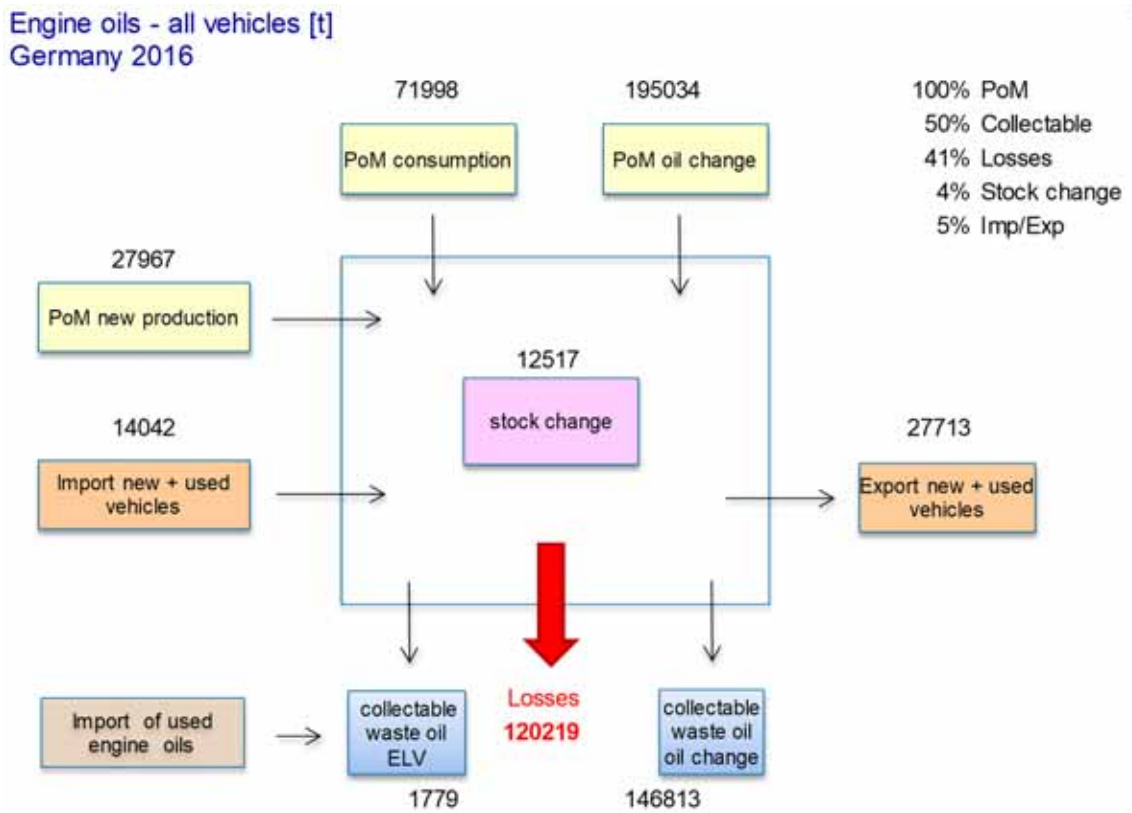 Engine oils - all vehicles [t]
Germany 2016
71998
195034
100% PoM
50% Collectable
41% Losses
4% Stock change
5% Imp/Exp
PoM consumption
PoM oil change
27967
PoM new production
12517
stock change
14042
Import new + used
vehicles
27713
Export new + used
vehicles
Import of used
engine oils
collectable
waste oil
ELV
1779
Losses
120219
collectable
waste oil
oil change
146813